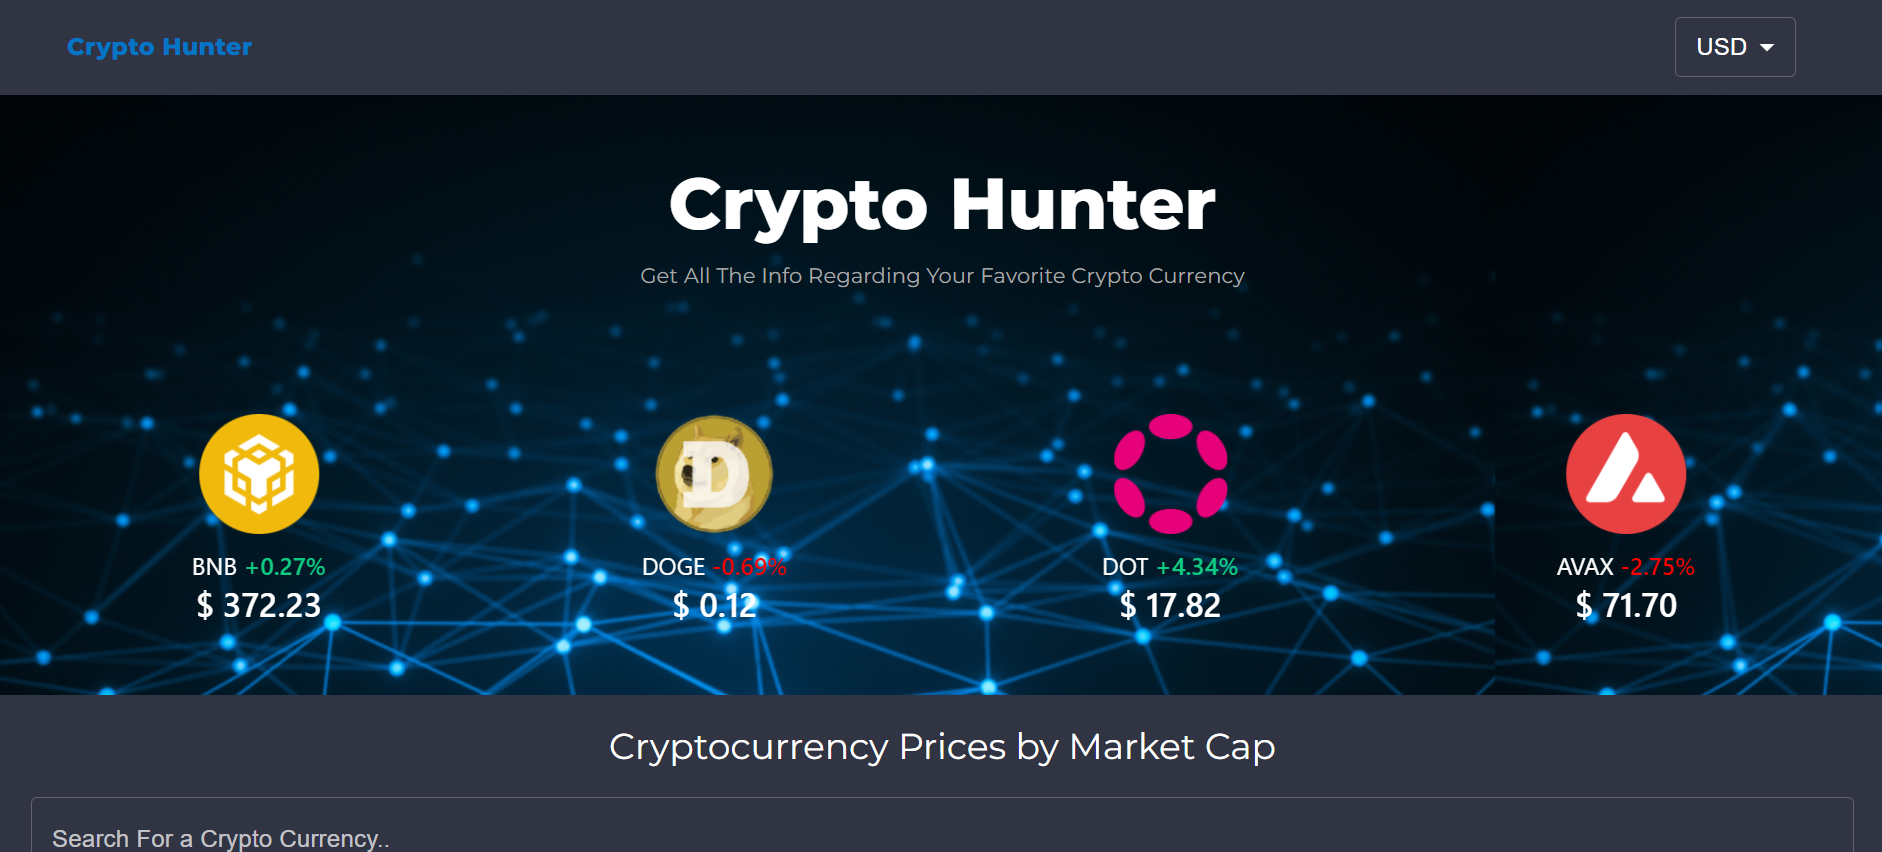 Crypto Hunter
USD
Crypto Hunter
Get All The Info Regarding Your Favorite Crypto Currency
D
BNB +0.27%
$ 372.23
DOGE -0.69%
$ 0.12
DOT +4.34%
$ 17.82
AVAX -2.75%
$ 71.70
Cryptocurrency Prices by Market Cap
Search For a Crypto Currency..